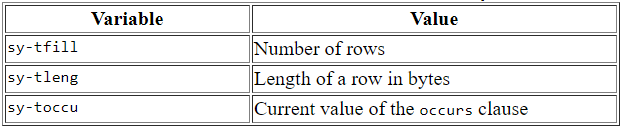 Variable Value
sy-tfill Number of rows
sy-tleng Length of a row in bytes
sy-toccu Current value of the occurs clause